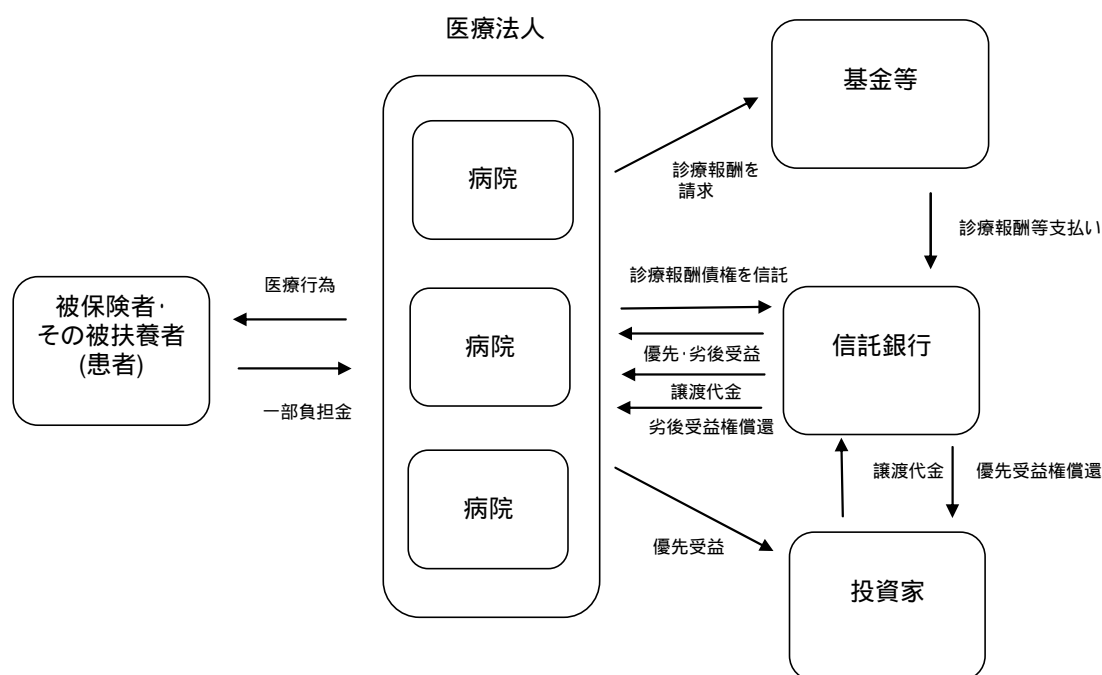 医療法人
基金等
病院
診療報酬を
請求
診療報酬等支払い
診療報酬債権を信託
医療行為
被保険者・
その被扶養者
(患者)
病院
優先・劣後受益
信託銀行
譲渡代金
一部負担金
劣後受益権償還
病院
譲渡代金
優先受益権償還
優先受益
投資家